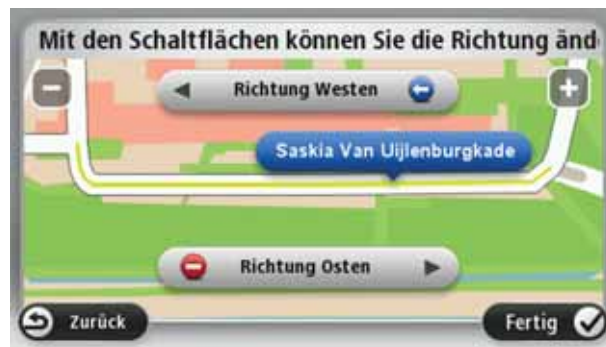 Mit den Schaltflächen können Sie die Richtung änd
Richtung Westen
Saskia Van Uijlenburgkade
Richtung Osten
Zurück
Fertig